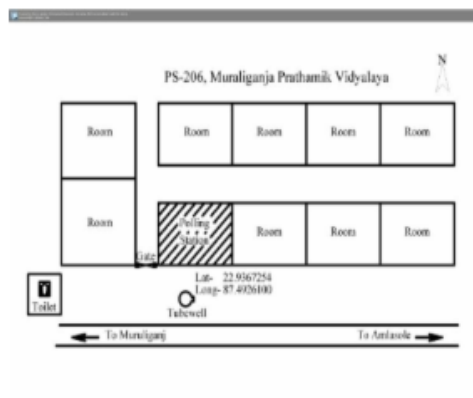 N
PS-206, Muraliganja Prathamik Vidyalaya
Room
Room
Room
Room
Room
Room
Polling
Station
Room
Room
Room
Gate
Lat- 22.9367254
Long- 87.4926100
Toilet
Tubewell
To Muruliganj
To Amlasole